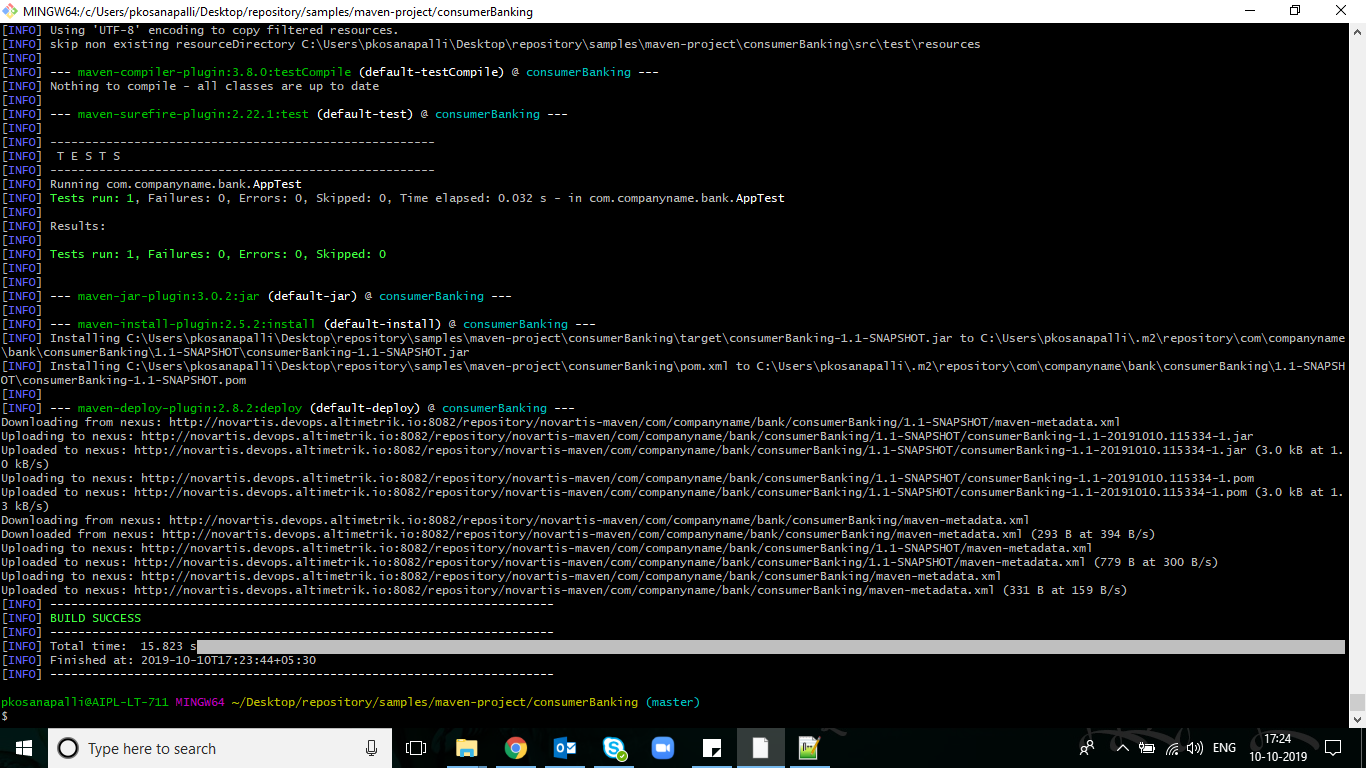 MINGW64:/c/Users/pkosanapalli/Desktop/repository/samples/maven-project/consumerBanking
[INFO] Using 'UTF-8' encoding to copy filtered resources.
[INFO] skip non existing resourceDirectory C:\Users\pkosanapalli\Desktop\repository\samples\maven-project\consumerBanking\src\test\resources
[INFO]
[INFO] --- maven-compiler-plugin:3.8.0:testCompile (default-testCompile) @ consumerBanking ---
[INFO] Nothing to compile - all classes are up to date
[INFO]
[INFO] --- maven-surefire-plugin:2.22.1:test (default-test) @ consumerBanking ---
[INFO]
[INFO] -------------------------------------------------------
[INFO]  T E S T S
[INFO] -------------------------------------------------------
[INFO] Running com.companyname.bank.AppTest
[INFO] Tests run: 1, Failures: 0, Errors: 0, Skipped: 0, Time elapsed: 0.032 s - in com.companyname.bank.AppTest
[INFO]
[INFO] Results:
[INFO]
[INFO] Tests run: 1, Failures: 0, Errors: 0, Skipped: 0
[INFO]
[INFO]
[INFO] --- maven-jar-plugin:3.0.2:jar (default-jar) @ consumerBanking ---
[INFO]
[INFO] --- maven-install-plugin:2.5.2:install (default-install) @ consumerBanking ---
[INFO] Installing C:\Users\pkosanapalli\Desktop\repository\samples\maven-project\consumerBanking\target\consumerBanking-1.1-SNAPSHOT.jar to C:\Users\pkosanapalli\.m2\repository\com\companyname
\bank\consumerBanking\1.1-SNAPSHOT\consumerBanking-1.1-SNAPSHOT.jar
[INFO] Installing C:\Users\pkosanapalli\Desktop\repository\samples\maven-project\consumerBanking\pom.xml to C:\Users\pkosanapalli\.m2\repository\com\companyname\bank\consumerBanking\1.1-SNAPSH
OT\consumerBanking-1.1-SNAPSHOT.pom
[INFO]
[INFO] --- maven-deploy-plugin:2.8.2:deploy (default-deploy) @ consumerBanking ---
Downloading from nexus: http://novartis.devops.altimetrik.io:8082/repository/novartis-maven/com/companyname/bank/consumerBanking/1.1-SNAPSHOT/maven-metadata.xml
Uploading to nexus: http://novartis.devops.altimetrik.io:8082/repository/novartis-maven/com/companyname/bank/consumerBanking/1.1-SNAPSHOT/consumerBanking-1.1-20191010.115334-1.jar
Uploaded to nexus: http://novartis.devops.altimetrik.io:8082/repository/novartis-maven/com/companyname/bank/consumerBanking/1.1-SNAPSHOT/consumerBanking-1.1-20191010.115334-1.jar (3.0 kB at 1.
0 kB/s)
Uploading to nexus: http://novartis.devops.altimetrik.io:8082/repository/novartis-maven/com/companyname/bank/consumerBanking/1.1-SNAPSHOT/consumerBanking-1.1-20191010.115334-1.pom
Uploaded to nexus: http://novartis.devops.altimetrik.io:8082/repository/novartis-maven/com/companyname/bank/consumerBanking/1.1-SNAPSHOT/consumerBanking-1.1-20191010.115334-1.pom (3.0 kB at 1.
3 kB/s)
Downloading from nexus: http://novartis.devops.altimetrik.io:8082/repository/novartis-maven/com/companyname/bank/consumerBanking/maven-metadata.xml
Downloaded from nexus: http://novartis.devops.altimetrik.io:8082/repository/novartis-maven/com/companyname/bank/consumerBanking/maven-metadata.xml (293 B at 394 B/s)
Uploading to nexus: http://novartis.devops.altimetrik.io:8082/repository/novartis-maven/com/companyname/bank/consumerBanking/1.1-SNAPSHOT/maven-metadata.xml
Uploaded to nexus: http://novartis.devops.altimetrik.io:8082/repository/novartis-maven/com/companyname/bank/consumerBanking/1.1-SNAPSHOT/maven-metadata.xml (779 B at 300 B/s)
Uploading to nexus: http://novartis.devops.altimetrik.io:8082/repository/novartis-maven/com/companyname/bank/consumerBanking/maven-metadata.xml
Uploaded to nexus: http://novartis.devops.altimetrik.io:8082/repository/novartis-maven/com/companyname/bank/consumerBanking/maven-metadata.xml (331 B at 159 B/s)
[INFO] ------------------------------------------------------------------------
[INFO] BUILD SUCCESS
[INFO] ------------------------------------------------------------------------
[INFO] Total time:  15.823 s
[INFO] Finished at: 2019-10-10T17:23:44+05:30
[INFO] ------------------------------------------------------------------------
pkosanapalli@AIPL-LT-711 MINGW64 ~/Desktop/repository/samples/maven-project/consumerBanking (master)
$
Type here to search
ENG
17:24
10-10-2019